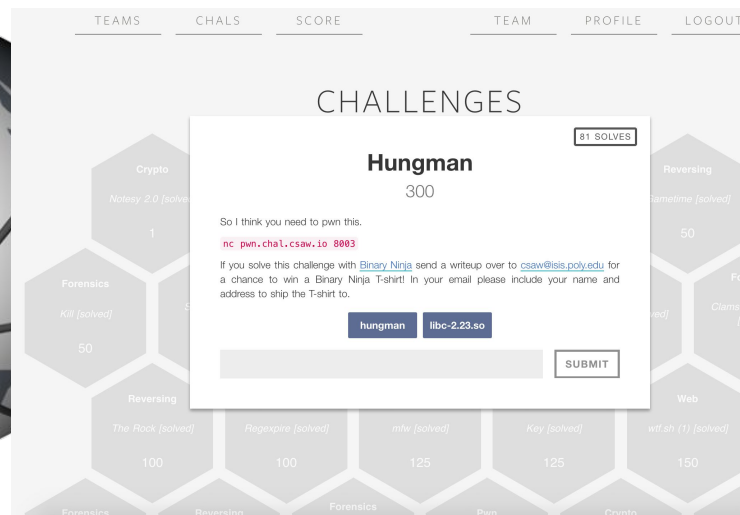 TEAMS CHALS SCORE TEAM PROFILE LOGOUT
CHALLENGES
81 SOLVES
Hungman
300
So I think you need to pwn this.
nc pwn.chal.csaw.io 8003
If you solve this challenge with Binary Ninja send a writeup over to csaw@isis.poly.edu for
a chance to win a Binary Ninja T-shirt! In your email please include your name and
address to ship the T-shirt to.
hungman libc-2.23.so
SUBMIT
Crypto
Notesy 2.0 [solved
1
Reversing
Gametime [solved]
50
Forensics
Kill [solved]
50
Reversing
The Rock [solved]
100
Regexpire [solved]
100
mfw [solved]
125
Key [solved]
125
Web
wtf.sh (1) [solved]
150
Forensics Reversing Forensics Pwn Crypto